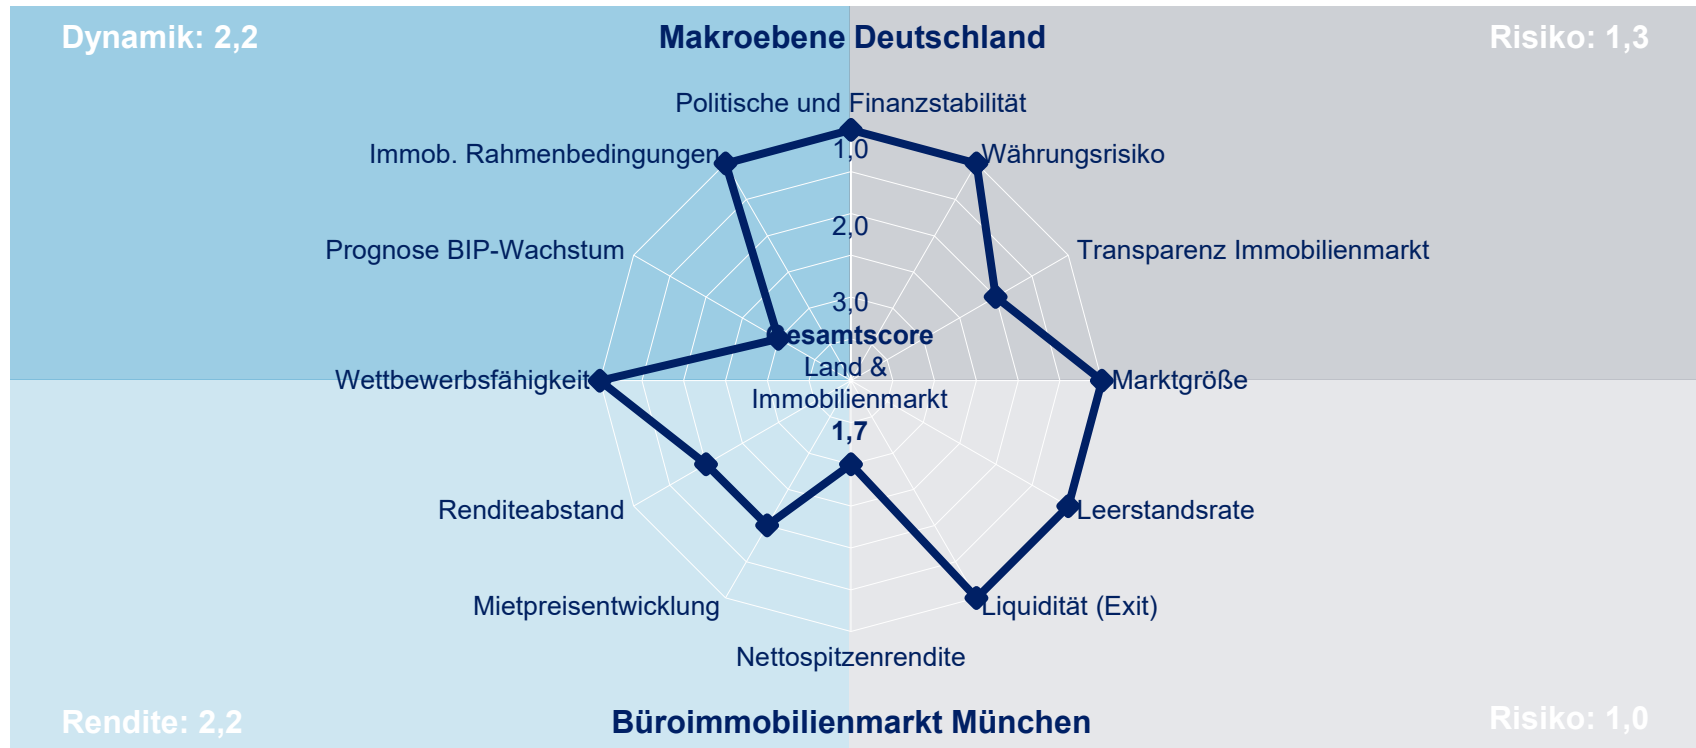 Dynamik: 2,2
Makroebene Deutschland
Risiko: 1,3
Politische und Finanzstabilität
Immob. Rahmenbedingungen
1,0
Währungsrisiko
2,0
Prognose BIP-Wachstum
Transparenz Immobilienmarkt
3,0
Gesamtscore
Land &
Immobilienmarkt
1,7
Wettbewerbsfähigkeit
Marktgröße
Renditeabstand
Leerstandsrate
Mietpreisentwicklung
Liquidität (Exit)
Nettospitzenrendite
Rendite: 2,2
Büroimmobilienmarkt München
Risiko: 1,0